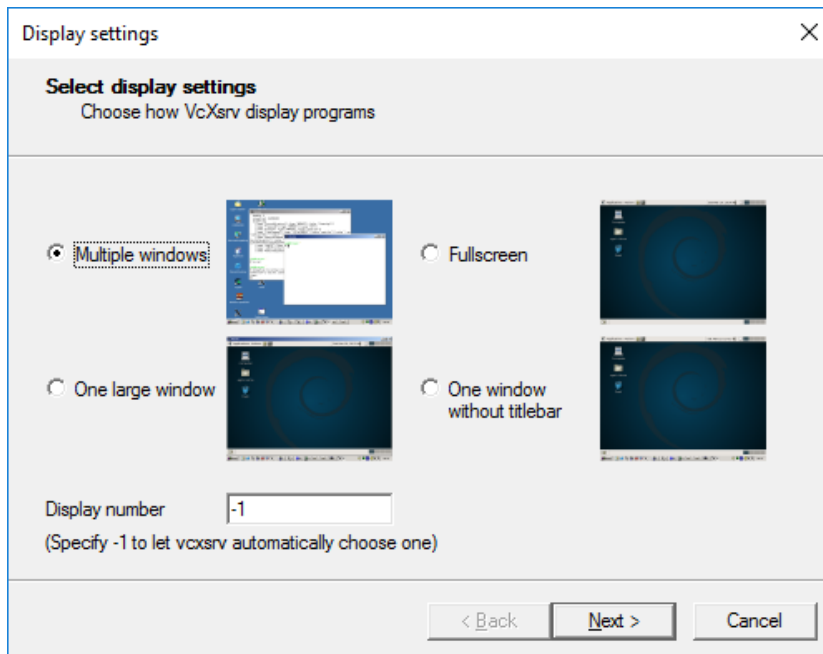 Display settings
Select display settings
Choose how VcXsrv display programs
Multiple windows
Fullscreen
One large window
One window
without titlebar
Display number
-1
(Specify -1 to let vcxsrv automatically choose one)
< Back
Next >
Cancel